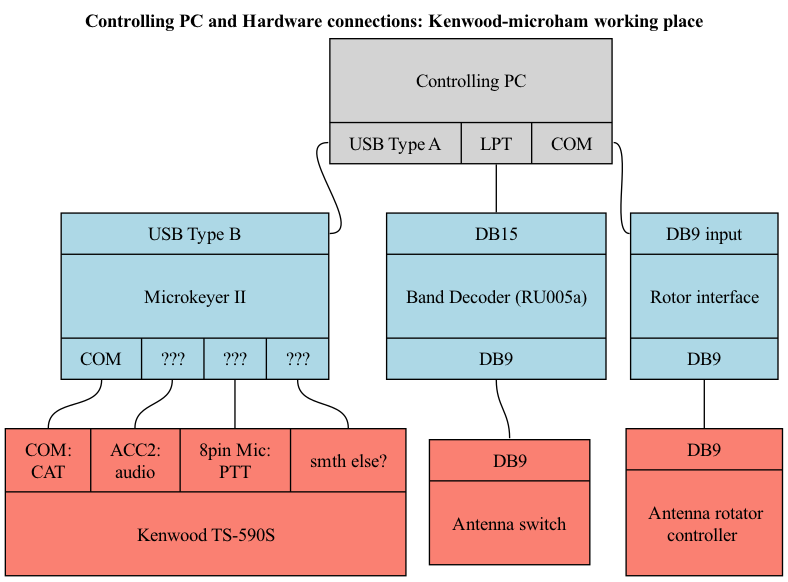 Controlling PC and Hardware connections: Kenwood-microham working place
Controlling PC
USB Type A
LPT
COM
USB Type B
DB15
DB9 input
Microkeyer II
Band Decoder (RU005a)
Rotor interface
COM
???
???
???
DB9
DB9
COM:
CAT
ACC2:
audio
8pin Mic:
PTT
smth else?
DB9
DB9
Kenwood TS-590S
Antenna switch
Antenna rotator
controller